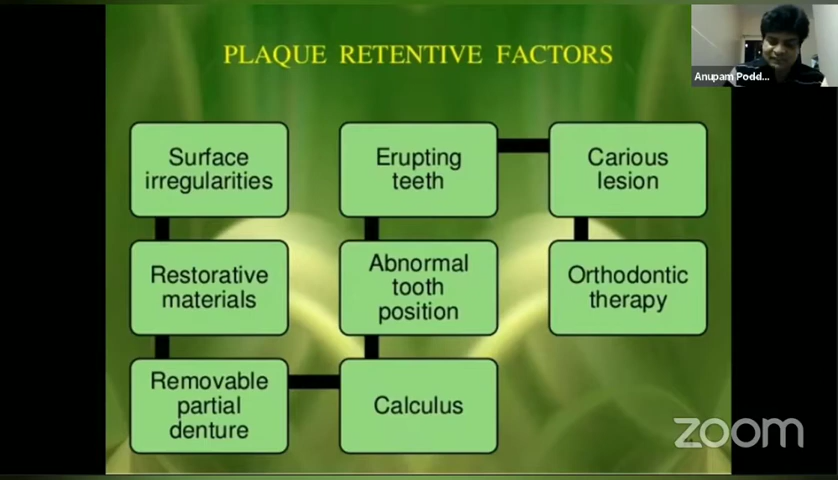 PLAQUE RETENTIVE FACTORS
Anupam Podd...
Surface
irregularities
Restorative
materials
Removable
partial
denture
Calculus
Abnormal
tooth
position
Erupting
teeth
Carious
lesion
Orthodontic
therapy
zoom